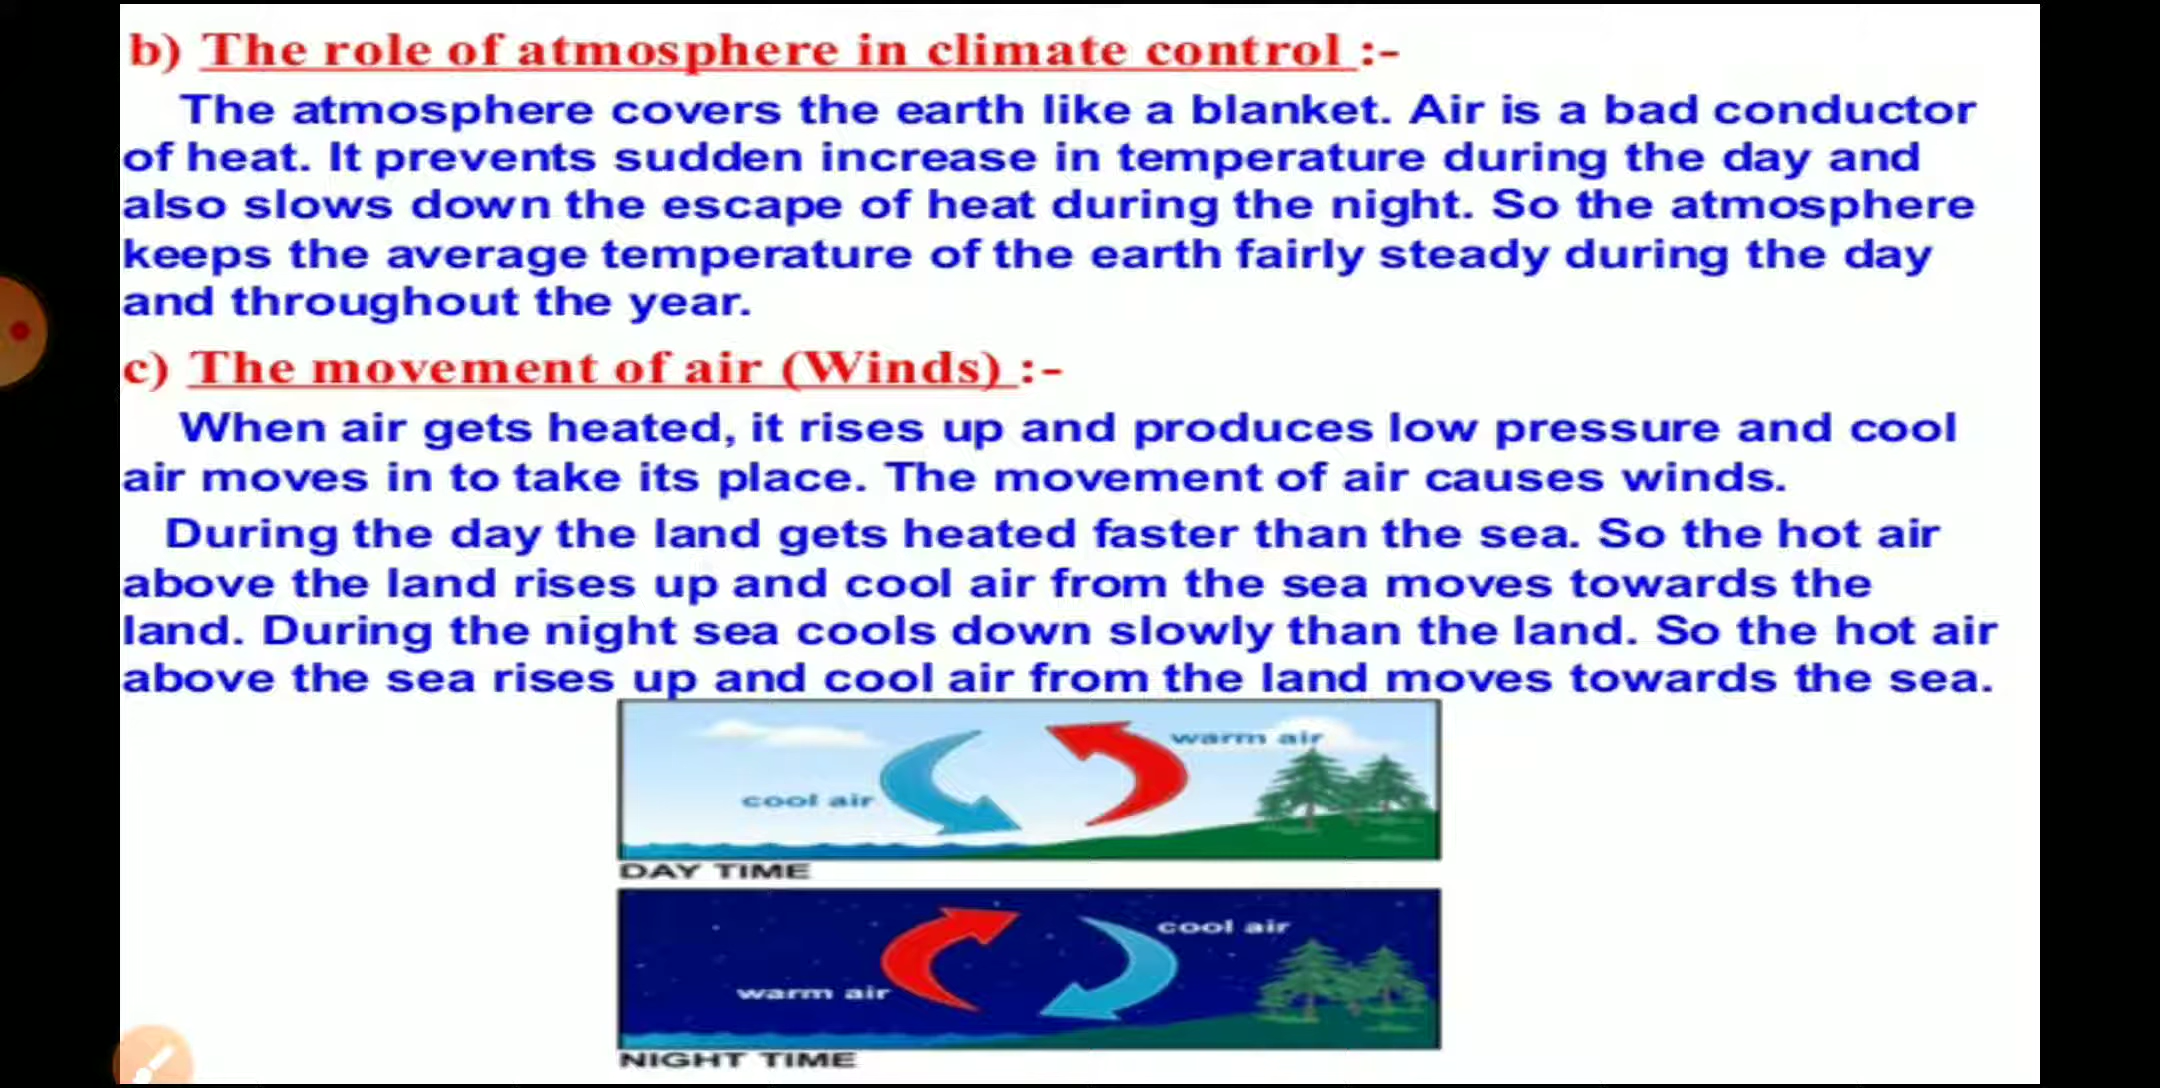 b) The role of atmosphere in climate control :-
The atmosphere covers the earth like a blanket. Air is a bad conductor
of heat. It prevents sudden increase in temperature during the day and
also slows down the escape of heat during the night. So the atmosphere
keeps the average temperature of the earth fairly steady during the day
and throughout the year.
c) The movement of air (Winds) :-
When air gets heated, it rises up and produces low pressure and cool
air moves in to take its place. The movement of air causes winds.
During the day the land gets heated faster than the sea. So the hot air
above the land rises up and cool air from the sea moves towards the
land. During the night sea cools down slowly than the land. So the hot air
above the sea rises up and cool air from the land moves towards the sea.
warm air
cool air
DAY TIME
cool air
warm air
NIGHT TIME